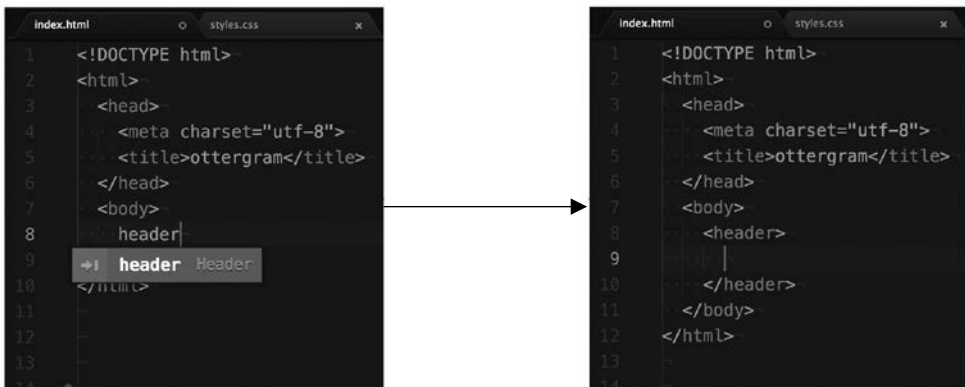 index.html styles.css x
1 <!DOCTYPE html>
2 <html>
3 <head>
4 <meta charset="utf-8">
5 <title>ottergram</title>
6 </head>
7 <body>
8 header
9 header Header
10 </html>
11
12
13
14
index.html styles.css x
1 <!DOCTYPE html>
2 <html>
3 <head>
4 <meta charset="utf-8">
5 <title>ottergram</title>
6 </head>
7 <body>
8 <header>
9
10 </header>
11 </body>
12 </html>
13
14